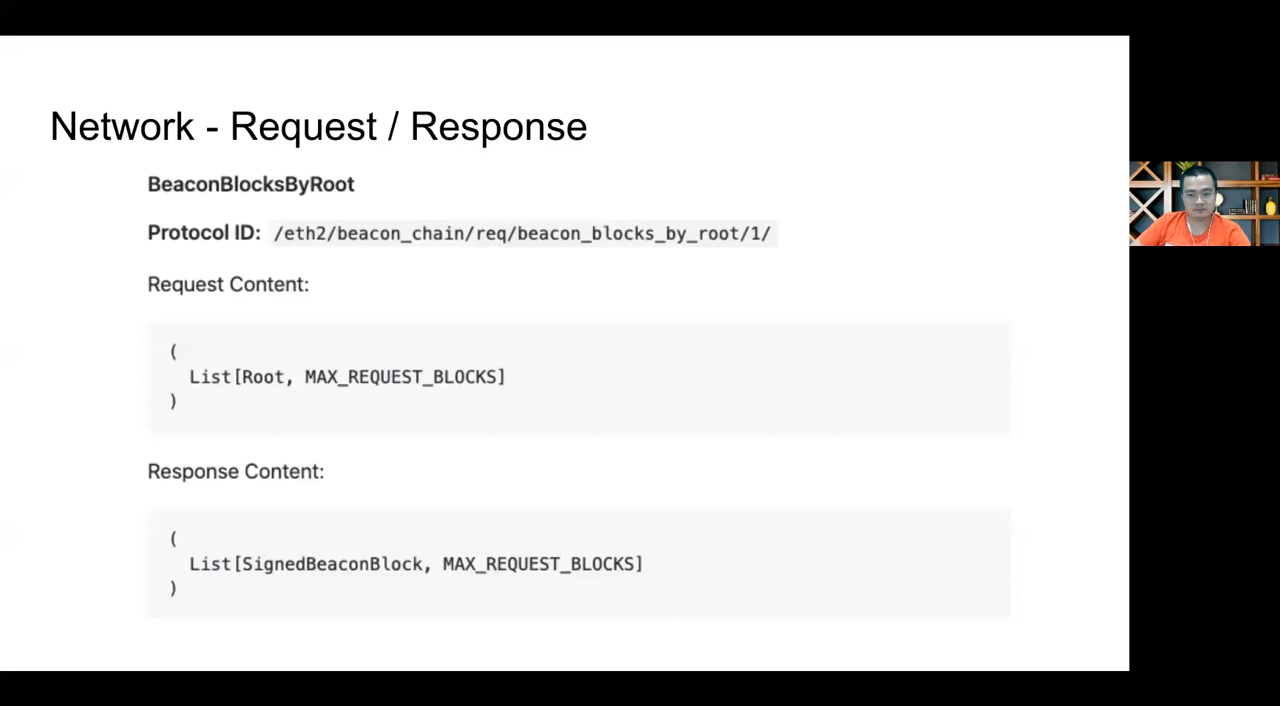 Network - Request / Response
BeaconBlocksByRoot
Protocol ID: /eth2/beacon_chain/req/beacon_blocks_by_root/1/
Request Content:
(
List[Root, MAX_REQUEST_BLOCKS]
)
Response Content:
(
List[SignedBeaconBlock, MAX_REQUEST_BLOCKS]
)